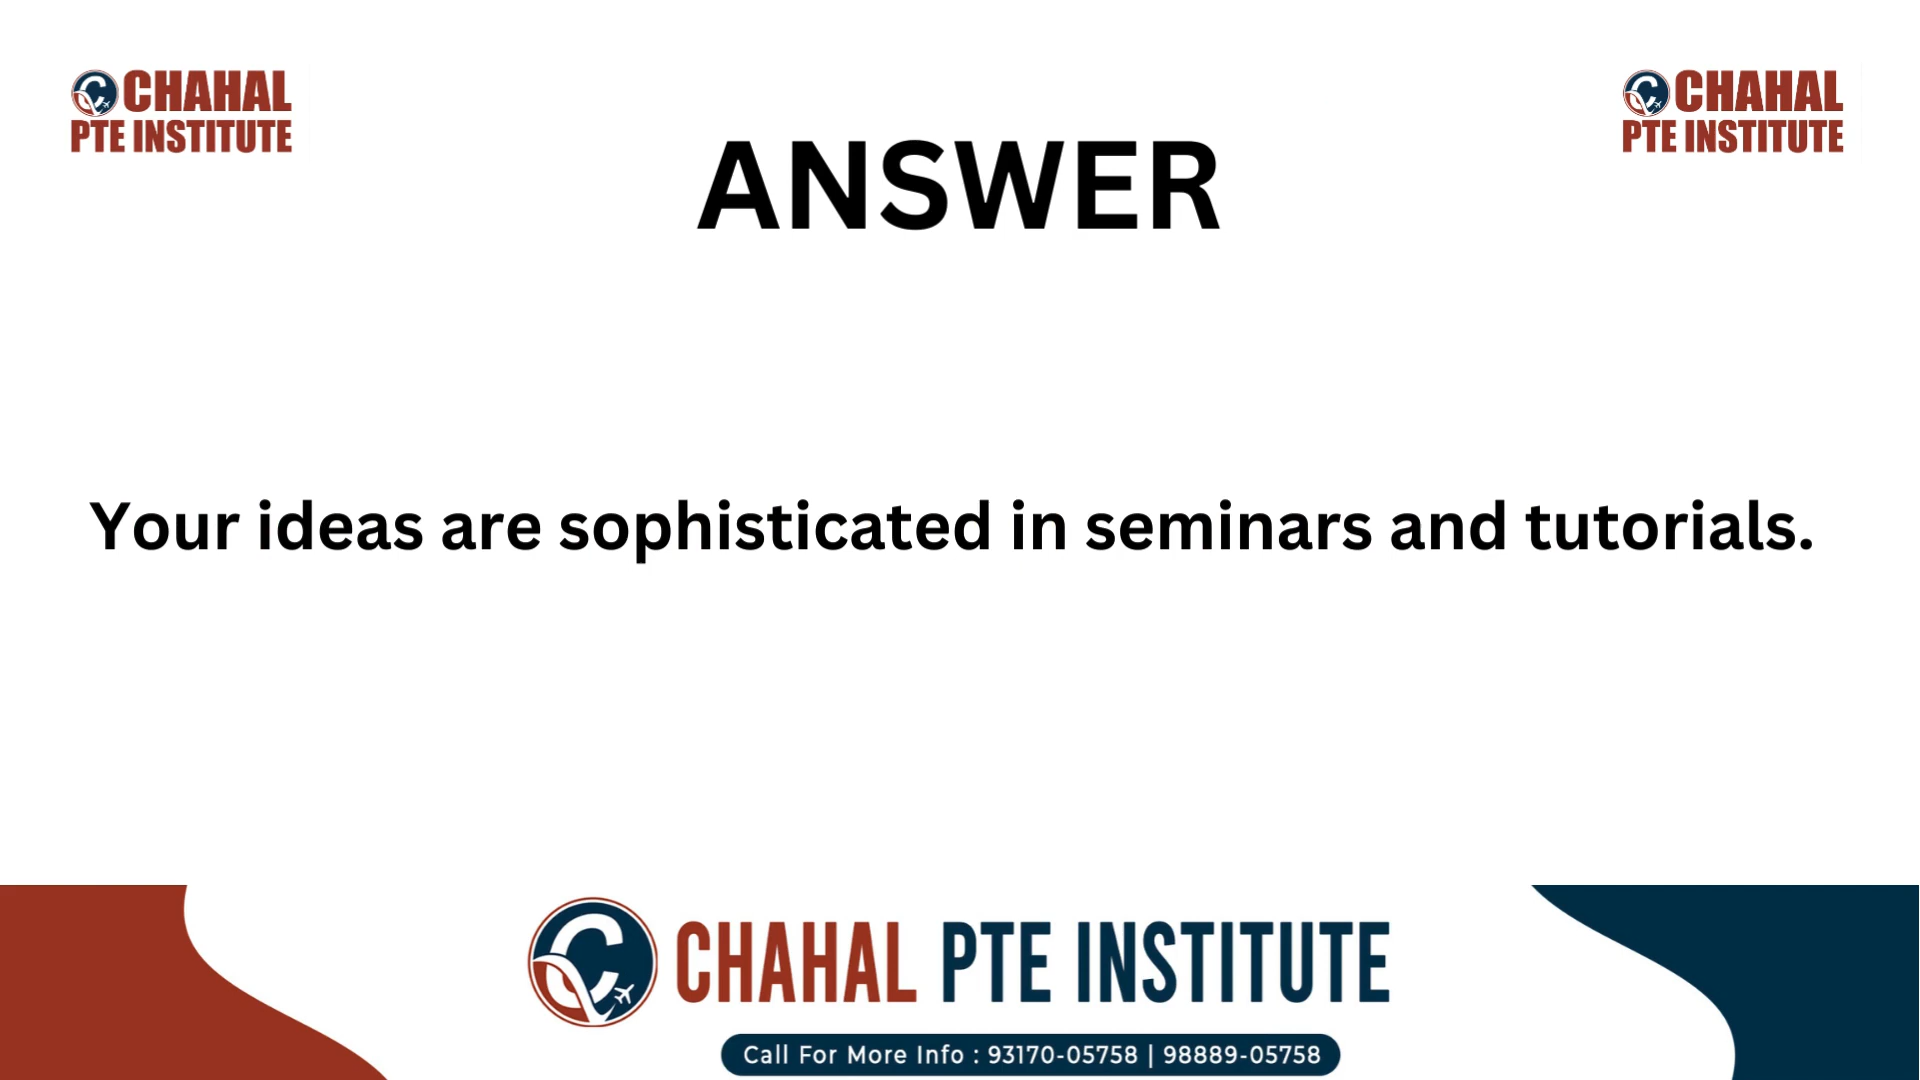 CHAHAL
PTE INSTITUTE
CHAHAL
PTE INSTITUTE
ANSWER
Your ideas are sophisticated in seminars and tutorials.
CHAHAL PTE INSTITUTE
Call For More Info : 93170-05758 | 98889-05758